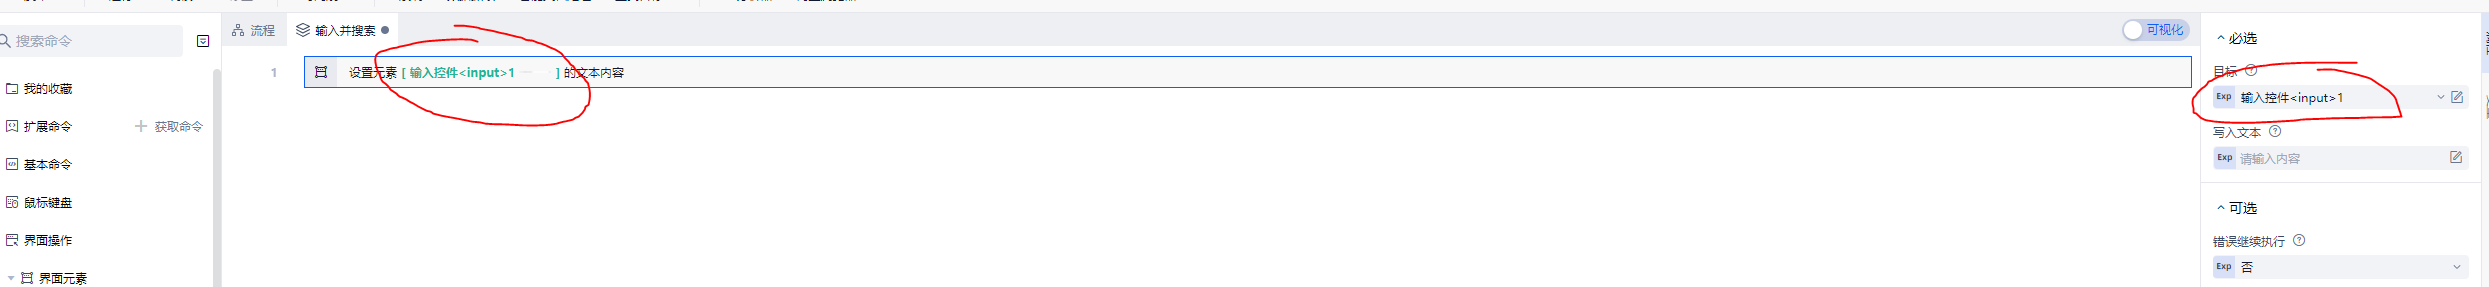 搜索命令
流程
输入并搜索
可视化
必选
1
设置元素 [ 输入控件<input>1 ] 的文本内容
目标
我的收藏
Exp 输入控件<input>1
扩展命令
获取命令
写入文本
基本命令
Exp 请输入内容
鼠标键盘
可选
界面操作
错误继续执行
Exp 否
界面元素